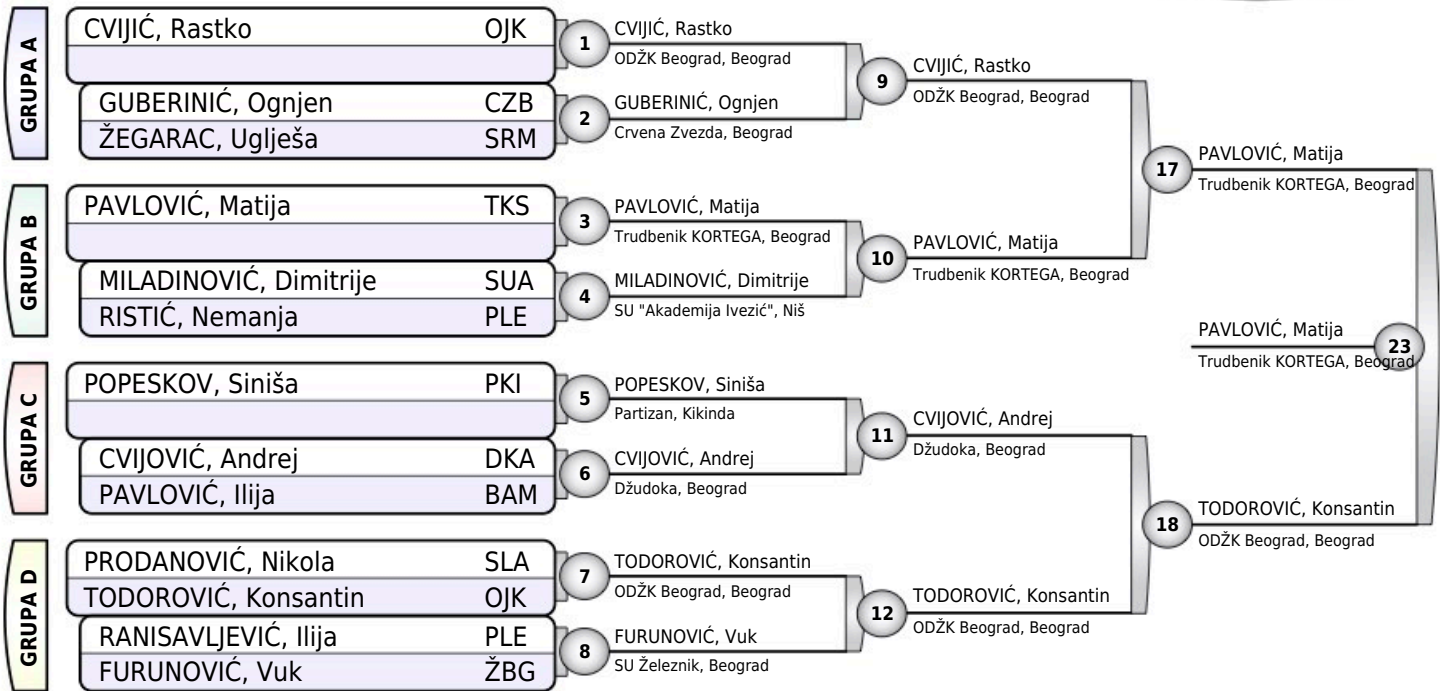 GRUPA A
CVIJIĆ, Rastko OJK
GUBERINIĆ, Ognjen CZB
ŽEGARAC, Uglješa SRM
GRUPA B
PAVLOVIĆ, Matija TKS
MILADINOVIĆ, Dimitrije SUA
RISTIĆ, Nemanja PLE
GRUPA C
POPESKOV, Siniša PKI
CVIJOVIĆ, Andrej DKA
PAVLOVIĆ, Ilija BAM
GRUPA D
PRODANOVIĆ, Nikola SLA
TODOROVIĆ, Konsantin OJK
RANISAVLJEVIĆ, Ilija PLE
FURUNOVIĆ, Vuk ŽBG
1
CVIJIĆ, Rastko
ODŽK Beograd, Beograd
2
GUBERINIĆ, Ognjen
Crvena Zvezda, Beograd
3
PAVLOVIĆ, Matija
Trudbenik KORTEGA, Beograd
4
MILADINOVIĆ, Dimitrije
SU "Akademija Ivezić", Niš
5
POPESKOV, Siniša
Partizan, Kikinda
6
CVIJOVIĆ, Andrej
Džudoka, Beograd
7
TODOROVIĆ, Konsantin
ODŽK Beograd, Beograd
8
FURUNOVIĆ, Vuk
SU Železnik, Beograd
9
CVIJIĆ, Rastko
ODŽK Beograd, Beograd
10
PAVLOVIĆ, Matija
Trudbenik KORTEGA, Beograd
11
CVIJOVIĆ, Andrej
Džudoka, Beograd
12
TODOROVIĆ, Konsantin
ODŽK Beograd, Beograd
17
PAVLOVIĆ, Matija
Trudbenik KORTEGA, Beograd
18
TODOROVIĆ, Konsantin
ODŽK Beograd, Beograd
PAVLOVIĆ, Matija
23
Trudbenik KORTEGA, Beograd